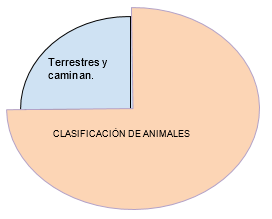 Terrestres y
caminan.
CLASIFICACIÓN DE ANIMALES